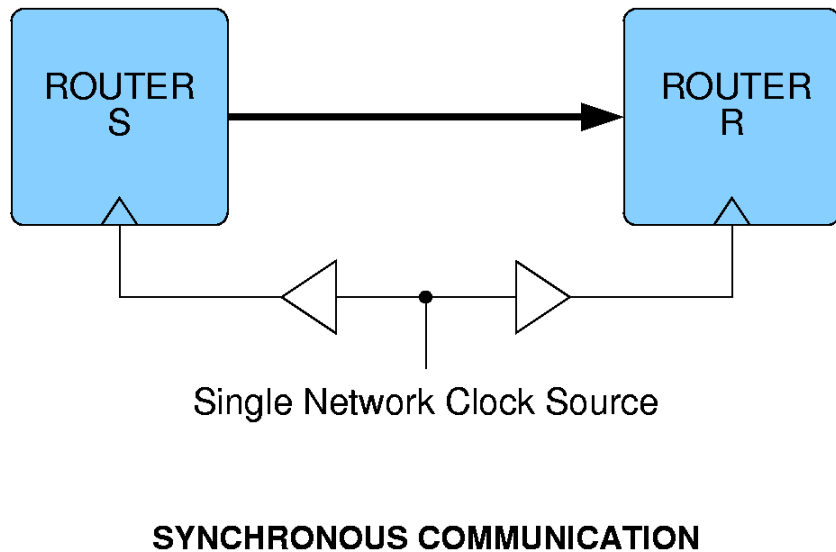 ROUTER
S
ROUTER
R
Single Network Clock Source
SYNCHRONOUS COMMUNICATION